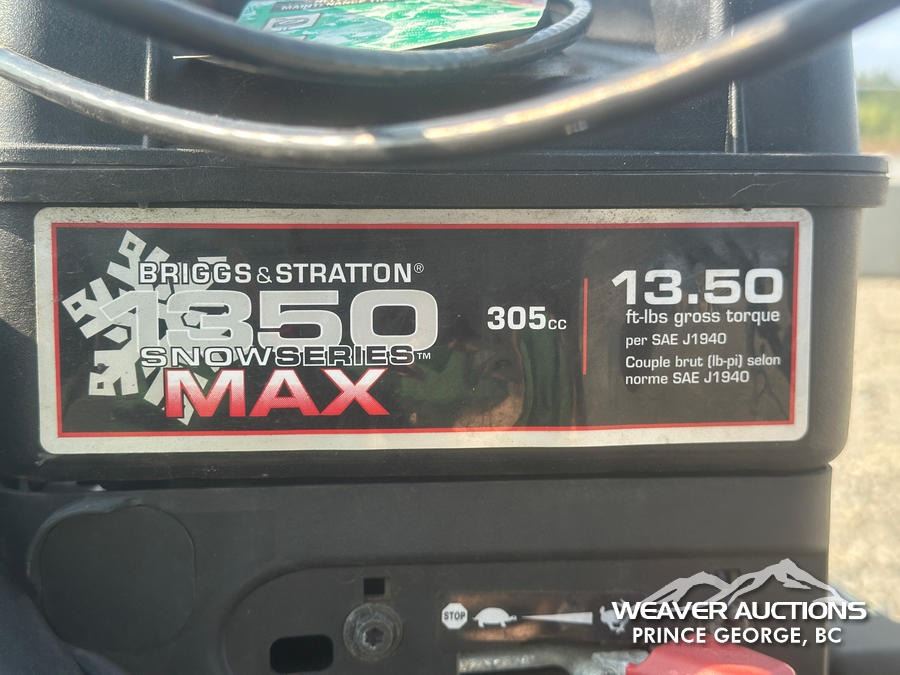 BRIGGS & STRATTON®
1350
SNOWSERIES™
MAX
305cc
13.50
ft-lbs gross torque
per SAE J1940
Couple brut (lb-pi) selon
norme SAE J1940
STOP
WEAVER AUCTIONS
PRINCE GEORGE, BC